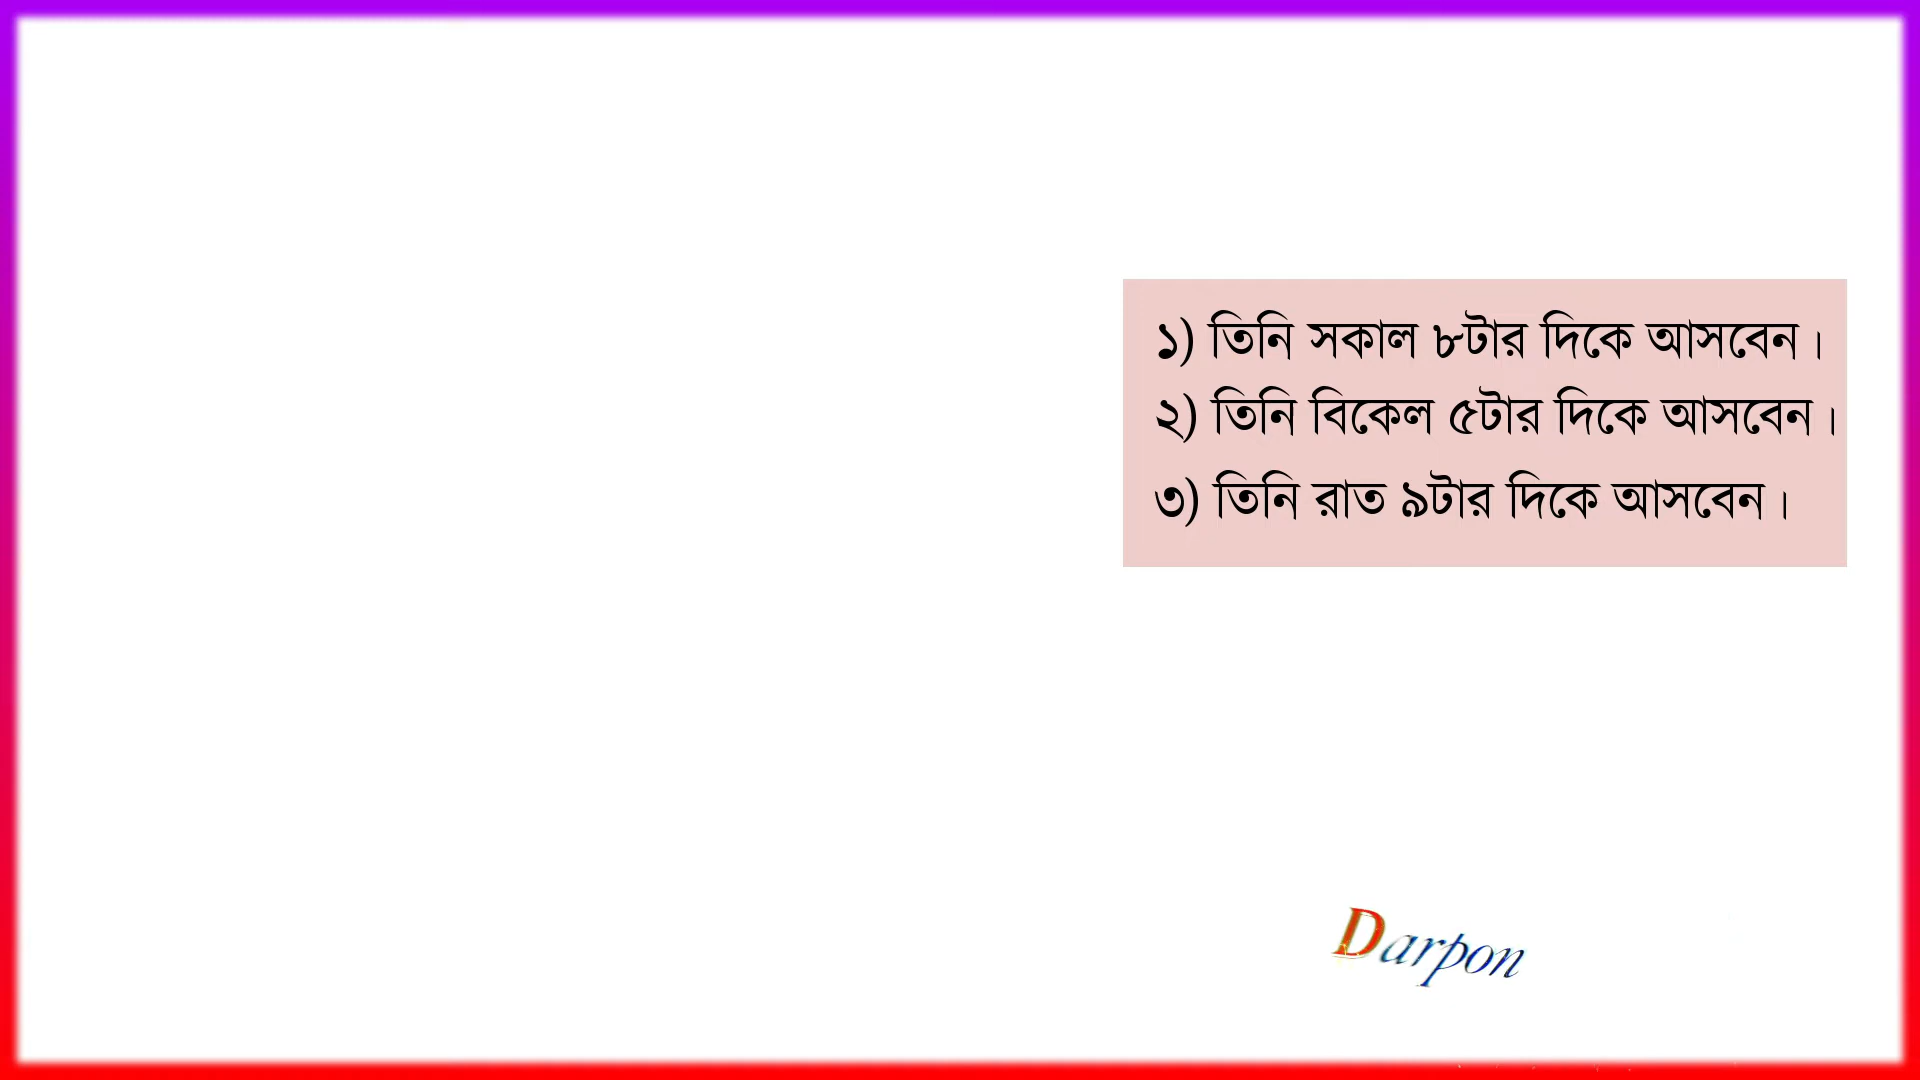 ১) তিনি সকাল ৮টার দিকে আসবেন।
২) তিনি বিকেল ৫টার দিকে আসবেন।
৩) তিনি রাত ৯টার দিকে আসবেন।
Darpon